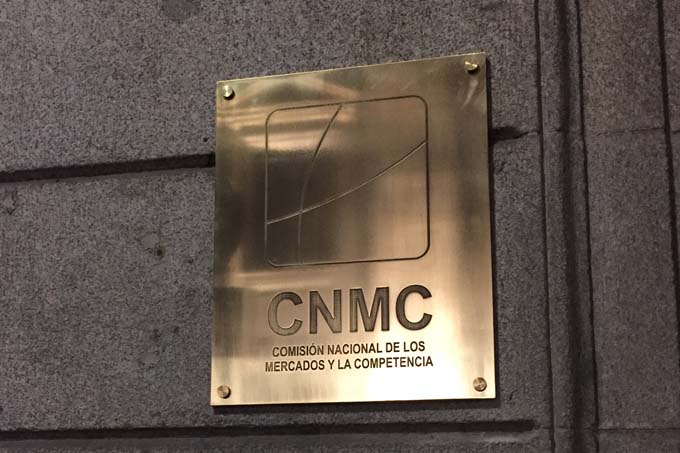 CNMC
COMISIÓN NACIONAL DE LOS
MERCADOS Y LA COMPETENCIA